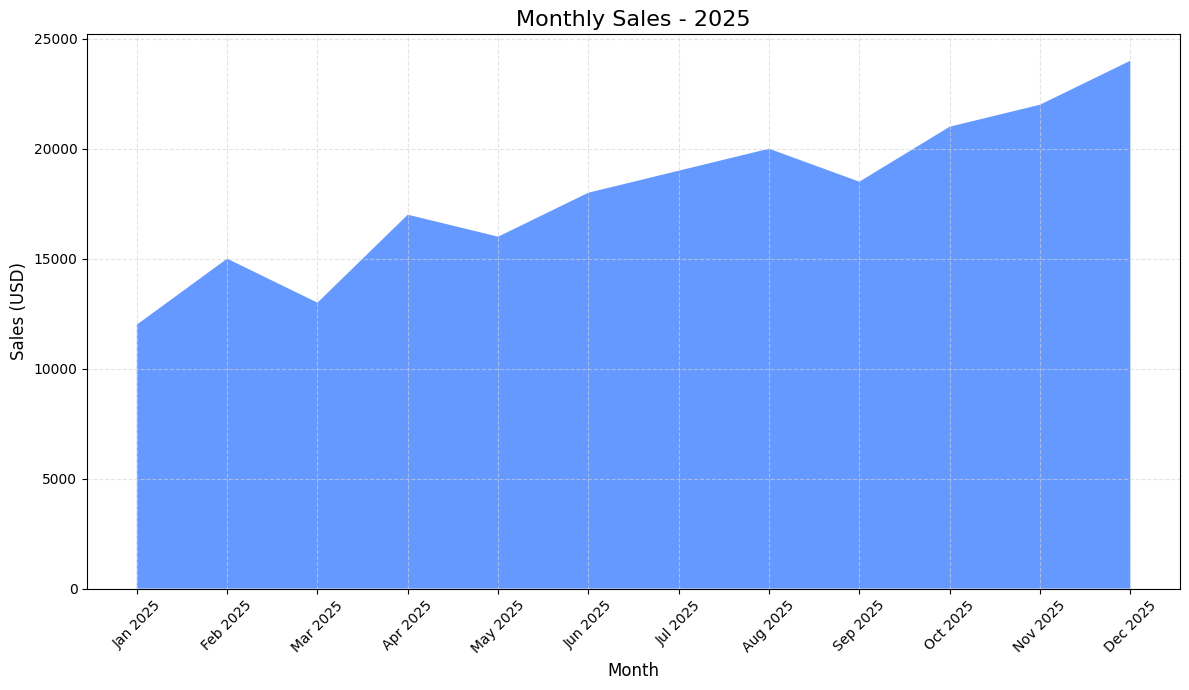 Monthly Sales - 2025
25000
20000
15000
10000
5000
0
Sales (USD)
Jan 2025
Feb 2025
Mar 2025
Apr 2025
May 2025
Jun 2025
Jul 2025
Aug 2025
Sep 2025
Oct 2025
Nov 2025
Dec 2025
Month